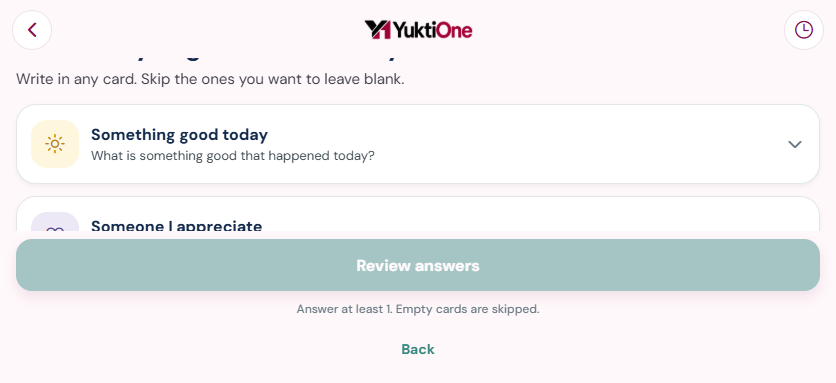 YuktiOne
Write in any card. Skip the ones you want to leave blank.
Something good today
What is something good that happened today?
Someone I appreciate
Review answers
Answer at least 1. Empty cards are skipped.
Back